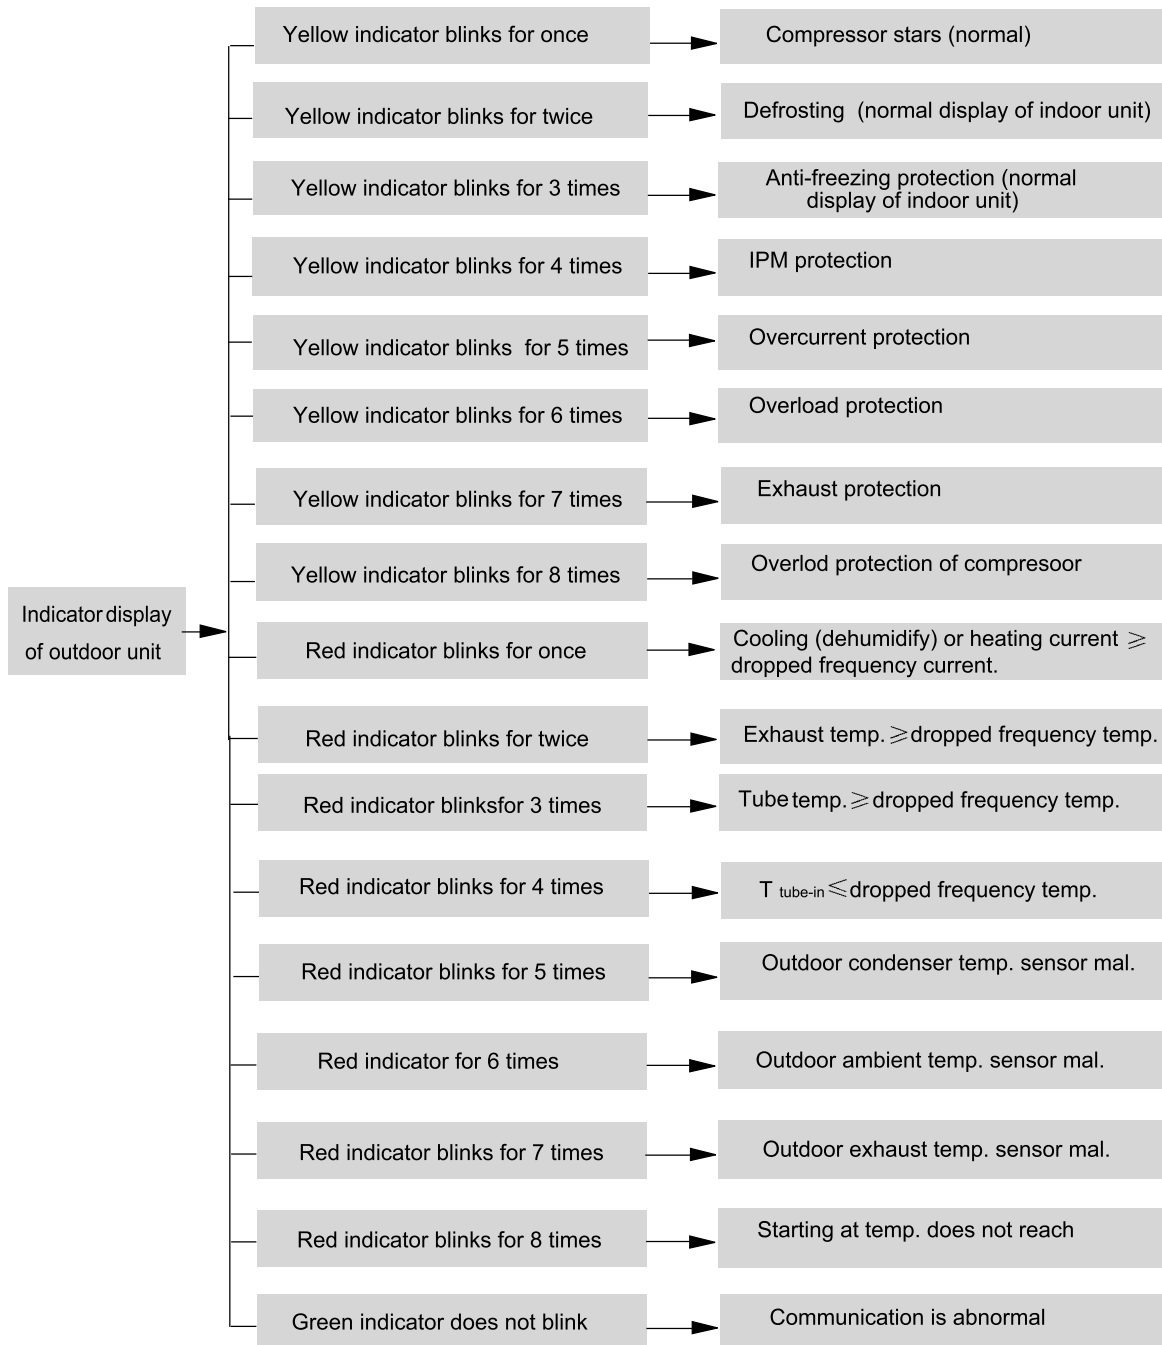 Yellow indicator blinks for once
Compressor stars (normal)
Yellow indicator blinks for twice
Defrosting (normal display of indoor unit)
Yellow indicator blinks for 3 times
Anti-freezing protection (normal
display of indoor unit)
Yellow indicator blinks for 4 times
IPM protection
Yellow indicator blinks for 5 times
Overcurrent protection
Yellow indicator blinks for 6 times
Overload protection
Yellow indicator blinks for 7 times
Exhaust protection
Yellow indicator blinks for 8 times
Overlod protection of compresoor
Indicator display
of outdoor unit
Red indicator blinks for once
Cooling (dehumidify) or heating current ≥
dropped frequency current.
Red indicator blinks for twice
Exhaust temp. ≥ dropped frequency temp.
Red indicator blinksfor 3 times
Tube temp. ≥ dropped frequency temp.
Red indicator blinks for 4 times
T tube-in ≤ dropped frequency temp.
Red indicator blinks for 5 times
Outdoor condenser temp. sensor mal.
Red indicator for 6 times
Outdoor ambient temp. sensor mal.
Red indicator blinks for 7 times
Outdoor exhaust temp. sensor mal.
Red indicator blinks for 8 times
Starting at temp. does not reach
Green indicator does not blink
Communication is abnormal